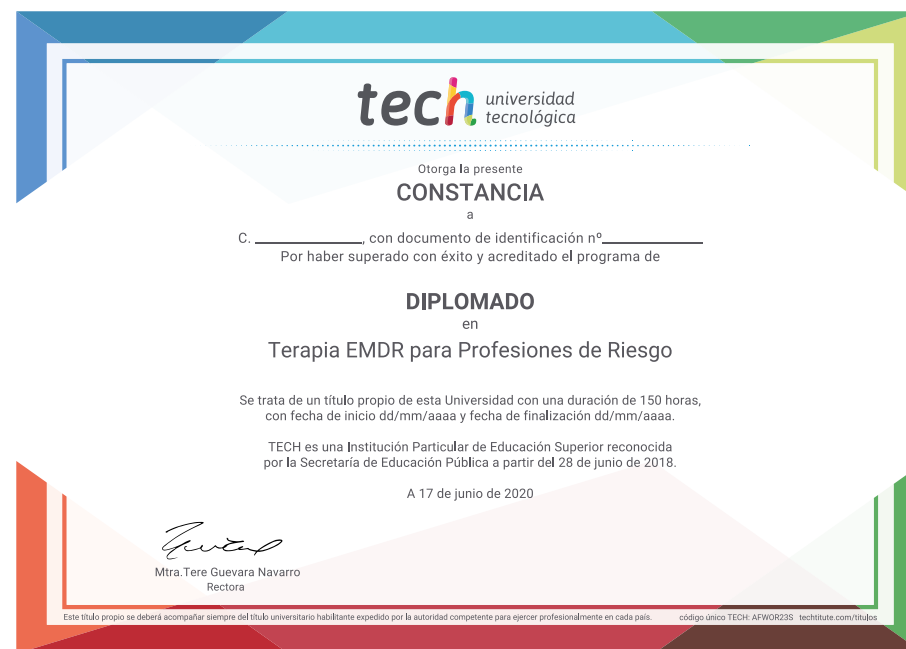 tech universidad
tecnológica
Otorga la presente
CONSTANCIA
a
C. ____________, con documento de identificación nº____________
Por haber superado con éxito y acreditado el programa de
DIPLOMADO
en
Terapia EMDR para Profesiones de Riesgo
Se trata de un título propio de esta Universidad con una duración de 150 horas,
con fecha de inicio dd/mm/aaaa y fecha de finalización dd/mm/aaaa.
TECH es una Institución Particular de Educación Superior reconocida
por la Secretaría de Educación Pública a partir del 28 de junio de 2018.
A 17 de junio de 2020
Mtra.Tere Guevara Navarro
Rectora
Este título propio se deberá acompañar siempre del título universitario habilitante expedido por la autoridad competente para ejercer profesionalmente en cada país. código único TECH: AFWOR23S techtitute.com/titulos